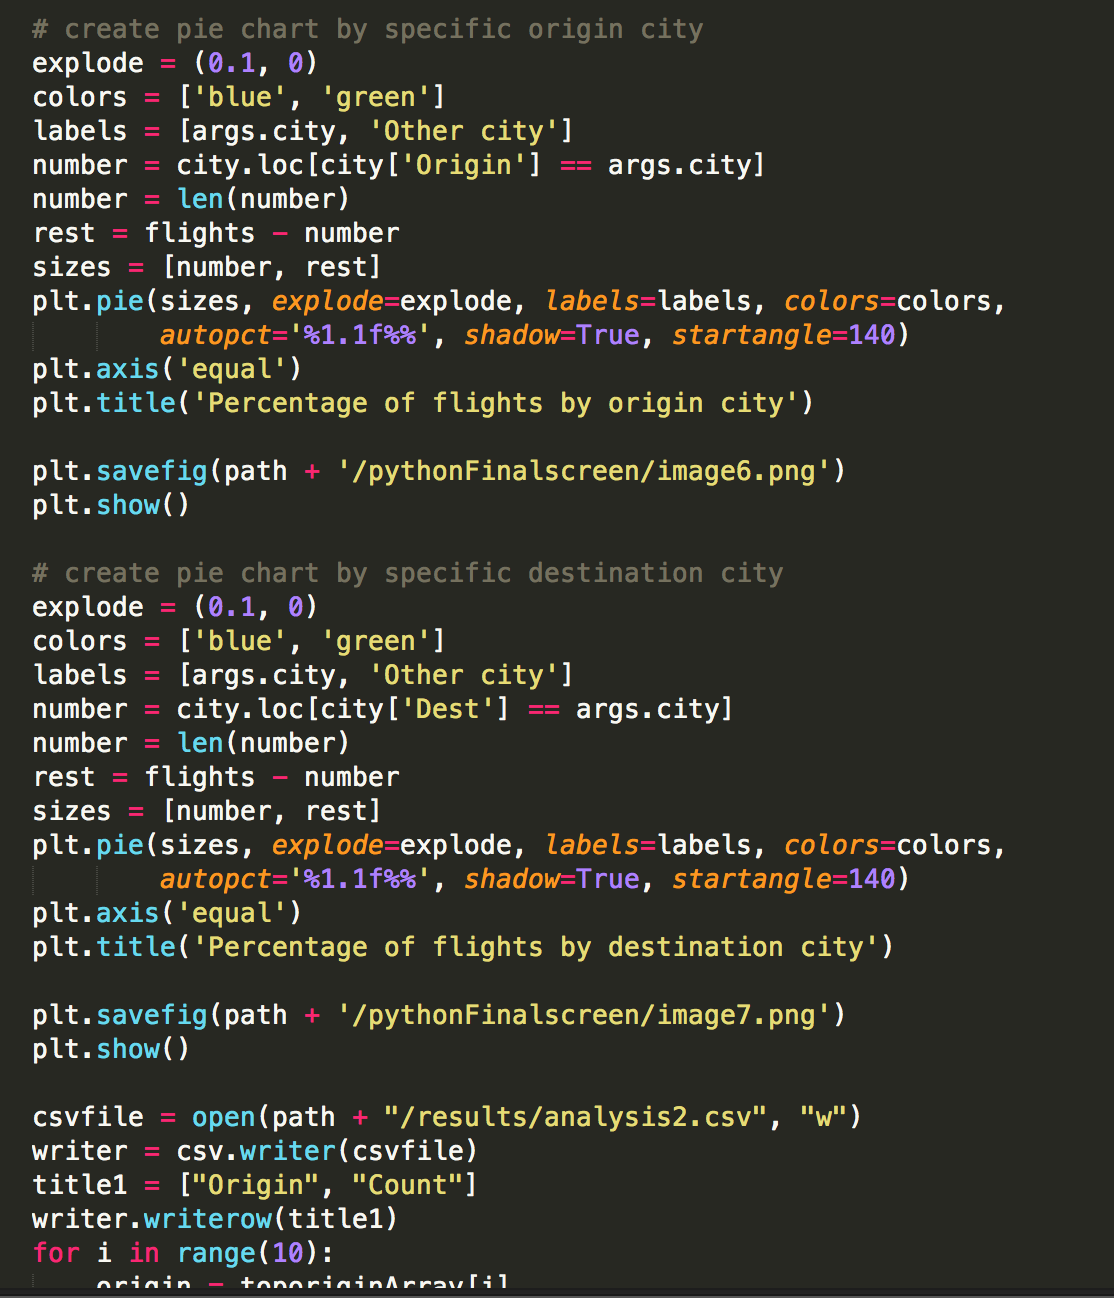 # create pie chart by specific origin city
explode = (0.1, 0)
colors = ['blue', 'green']
labels = [args.city, 'Other city']
number = city.loc[city['Origin'] == args.city]
number = len(number)
rest = flights - number
sizes = [number, rest]
plt.pie(sizes, explode=explode, labels=labels, colors=colors,
        autopct='%1.1f%%', shadow=True, startangle=140)
plt.axis('equal')
plt.title('Percentage of flights by origin city')

plt.savefig(path + '/pythonFinalscreen/image6.png')
plt.show()

# create pie chart by specific destination city
explode = (0.1, 0)
colors = ['blue', 'green']
labels = [args.city, 'Other city']
number = city.loc[city['Dest'] == args.city]
number = len(number)
rest = flights - number
sizes = [number, rest]
plt.pie(sizes, explode=explode, labels=labels, colors=colors,
        autopct='%1.1f%%', shadow=True, startangle=140)
plt.axis('equal')
plt.title('Percentage of flights by destination city')

plt.savefig(path + '/pythonFinalscreen/image7.png')
plt.show()

csvfile = open(path + "/results/analysis2.csv", "w")
writer = csv.writer(csvfile)
title1 = ["Origin", "Count"]
writer.writerow(title1)
for i in range(10):
    origin = toporiginArray[i]